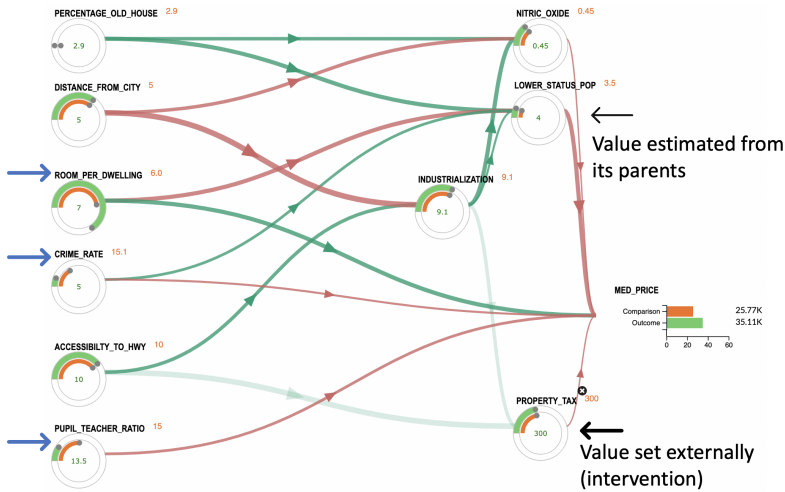 PERCENTAGE_OLD_HOUSE 2.9
2.9
NITRIC_OXIDE 0.45
0.45
DISTANCE_FROM_CITY 5
5
LOWER_STATUS_POP 3.5
4
Value estimated from
its parents
ROOM_PER_DWELLING 6.0
7
INDUSTRIALIZATION 9.1
9.1
CRIME_RATE 15.1
5
MED_PRICE
Comparison 25.77K
Outcome 35.11K
0 20 40 60
ACCESSIBILTY_TO_HWY 10
10
PROPERTY_TAX 300
300
PUPIL_TEACHER_RATIO 15
13.5
Value set externally
(intervention)